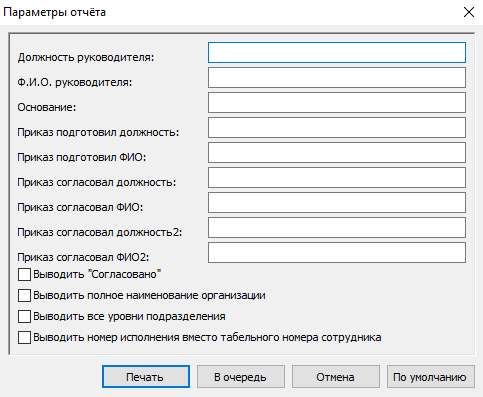 Параметры отчёта
Должность руководителя:
Ф.И.О. руководителя:
Основание:
Приказ подготовил должность:
Приказ подготовил ФИО:
Приказ согласовал должность:
Приказ согласовал ФИО:
Приказ согласовал должность2:
Приказ согласовал ФИО2:
Выводить "Согласовано"
Выводить полное наименование организации
Выводить все уровни подразделения
Выводить номер исполнения вместо табельного номера сотрудника
Печать В очередь Отмена По умолчанию